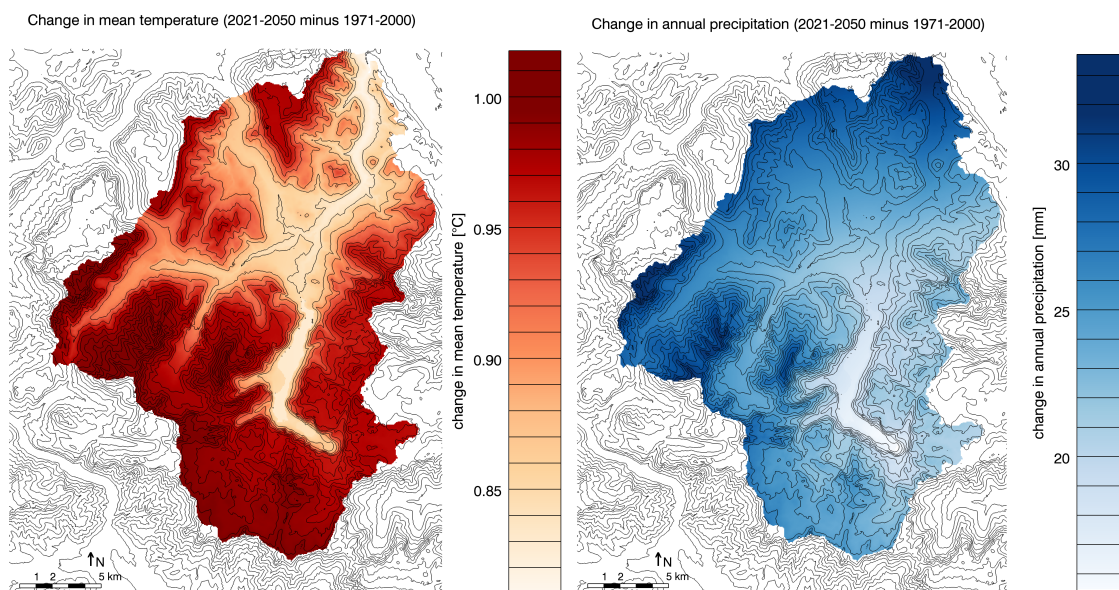 Change in mean temperature (2021-2050 minus 1971-2000)
1.00
0.95
0.90
0.85
change in mean temperature [°C]
N
1 2 5 km
Change in annual precipitation (2021-2050 minus 1971-2000)
30
25
20
change in annual precipitation [mm]
N
1 2 5 km